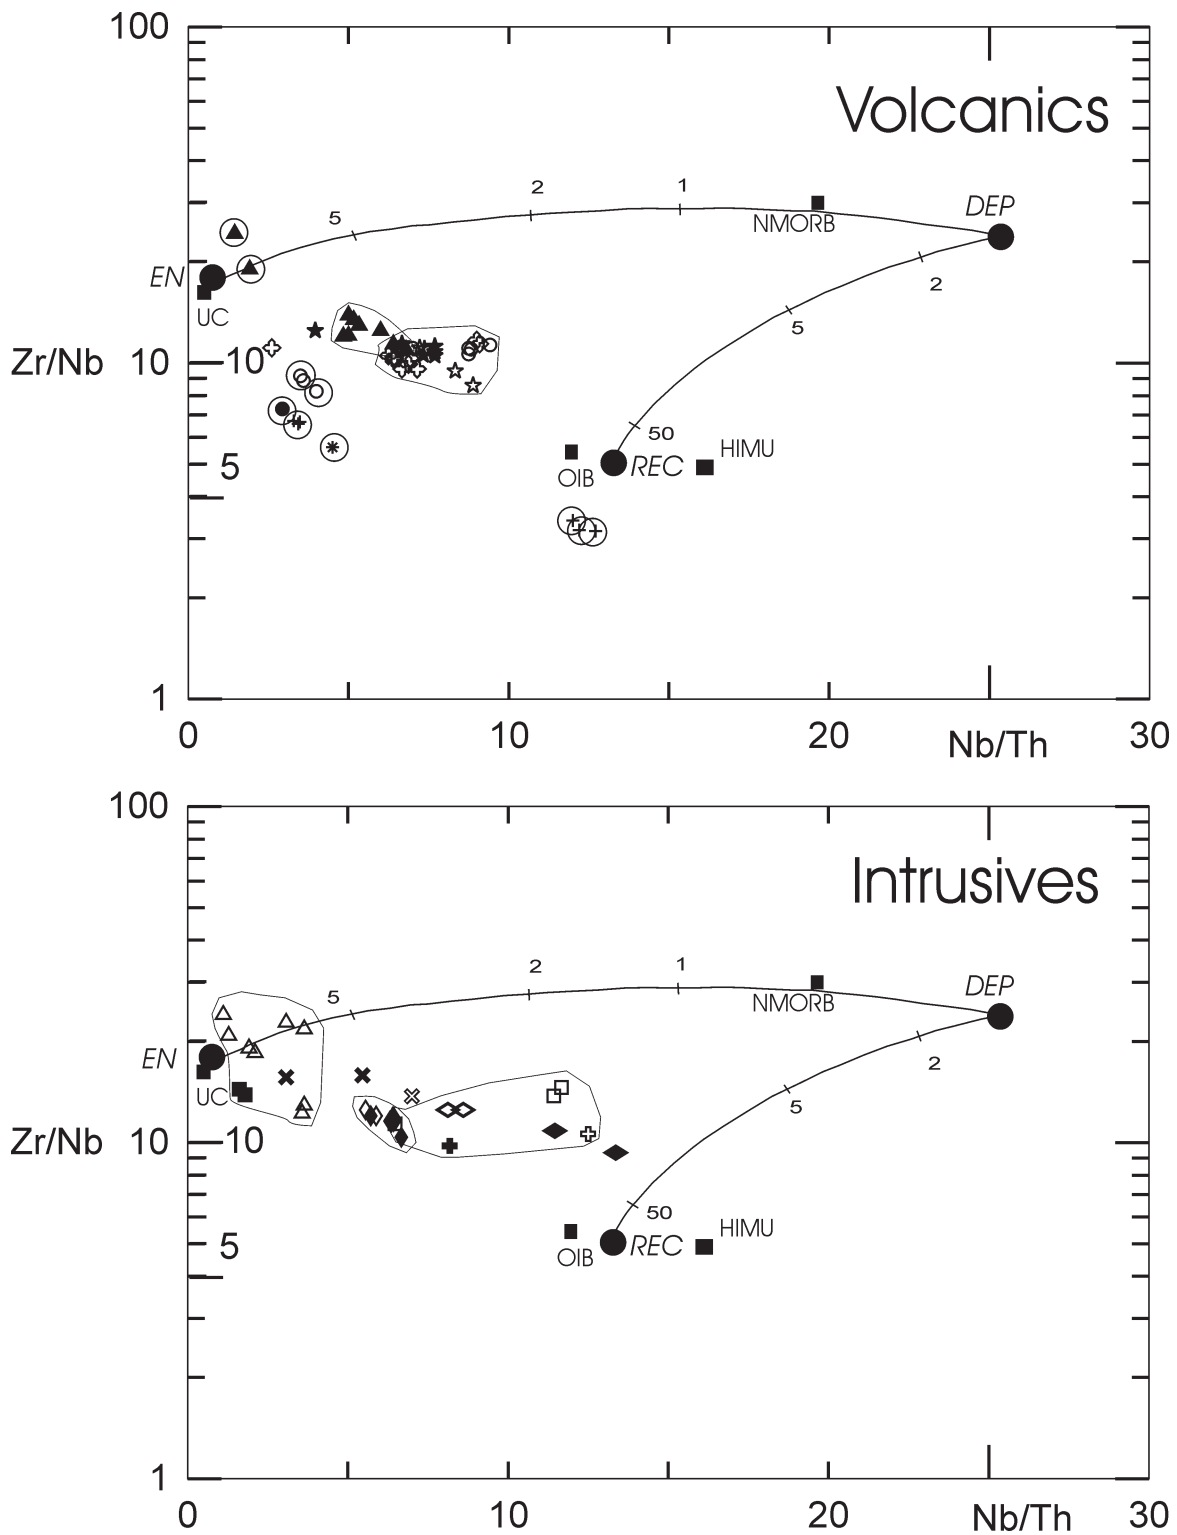 100
Volcanics
DEP
2
1
5
NMORB
EN
2
UC
5
Zr/Nb 10 10
50
HIMU
5
OIB
REC
1
0 10 20 Nb/Th 30
100
Intrusives
DEP
2
1
5
NMORB
EN
2
UC
5
Zr/Nb 10 10
50
HIMU
5
OIB
REC
1
0 10 20 Nb/Th 30